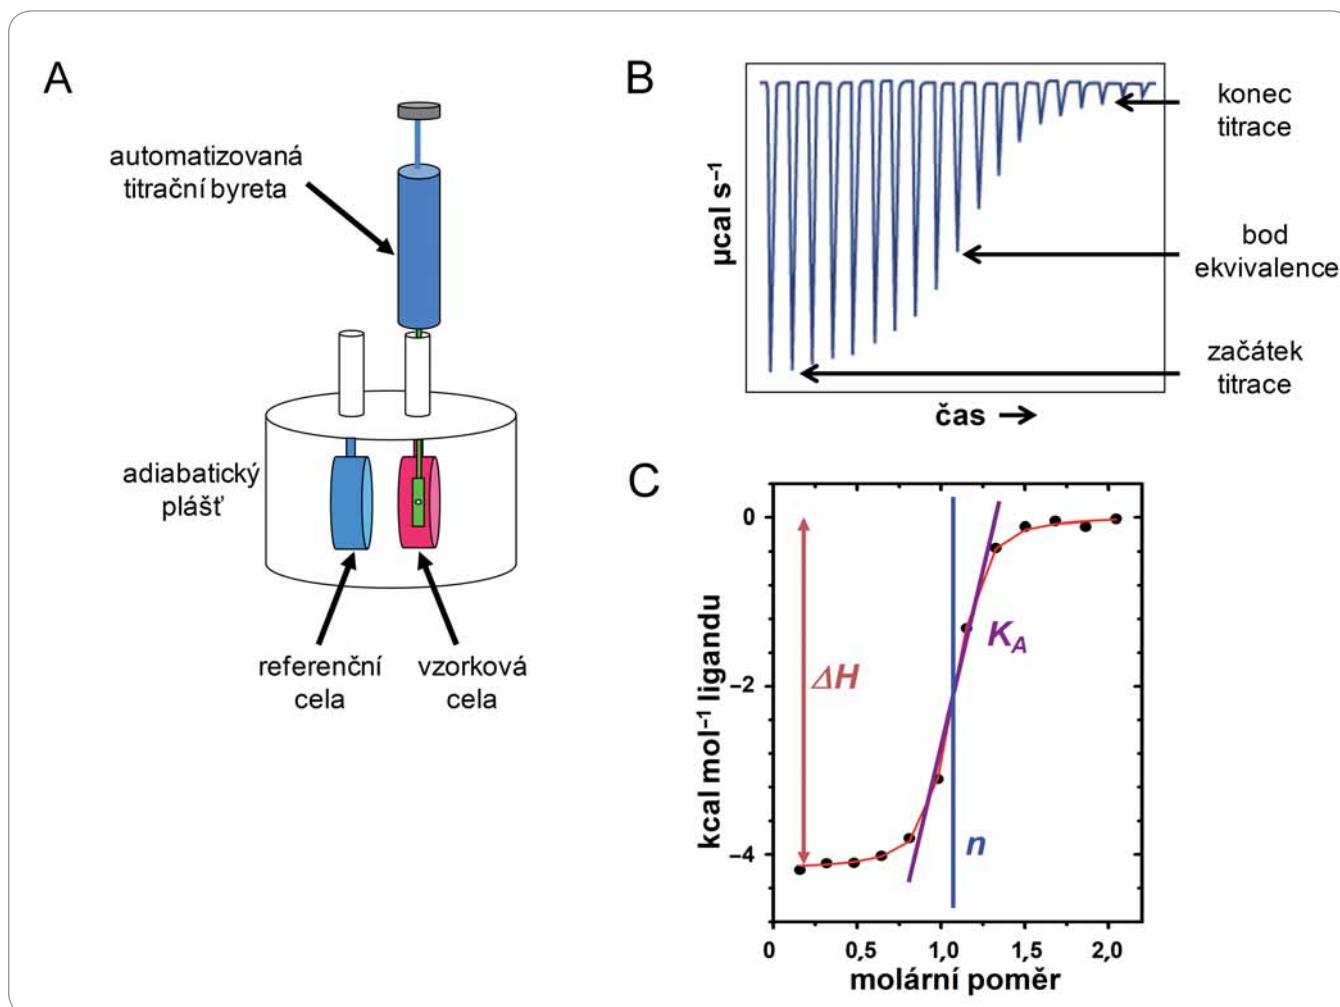 A
automatizovaná
titrační byreta
adiabatický
plášť
referenční
cela
vzorková
cela
B
µcal s⁻¹
čas
konec
titrace
bod
ekvivalence
začátek
titrace
C
kcal mol⁻¹ ligandu
0
−2
−4
ΔH
K_A
n
0
0,5
1,0
1,5
2,0
molární poměr